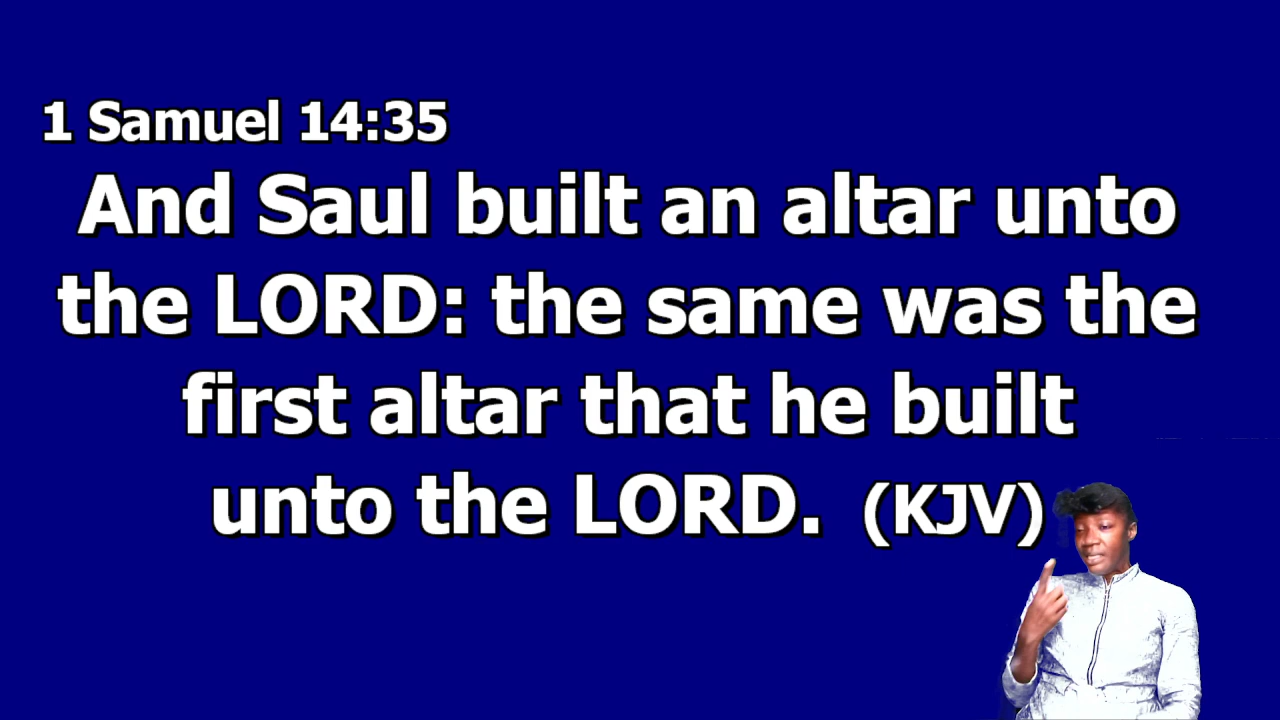 1 Samuel 14:35
And Saul built an altar unto
the LORD: the same was the
first altar that he built
unto the LORD. (KJV)